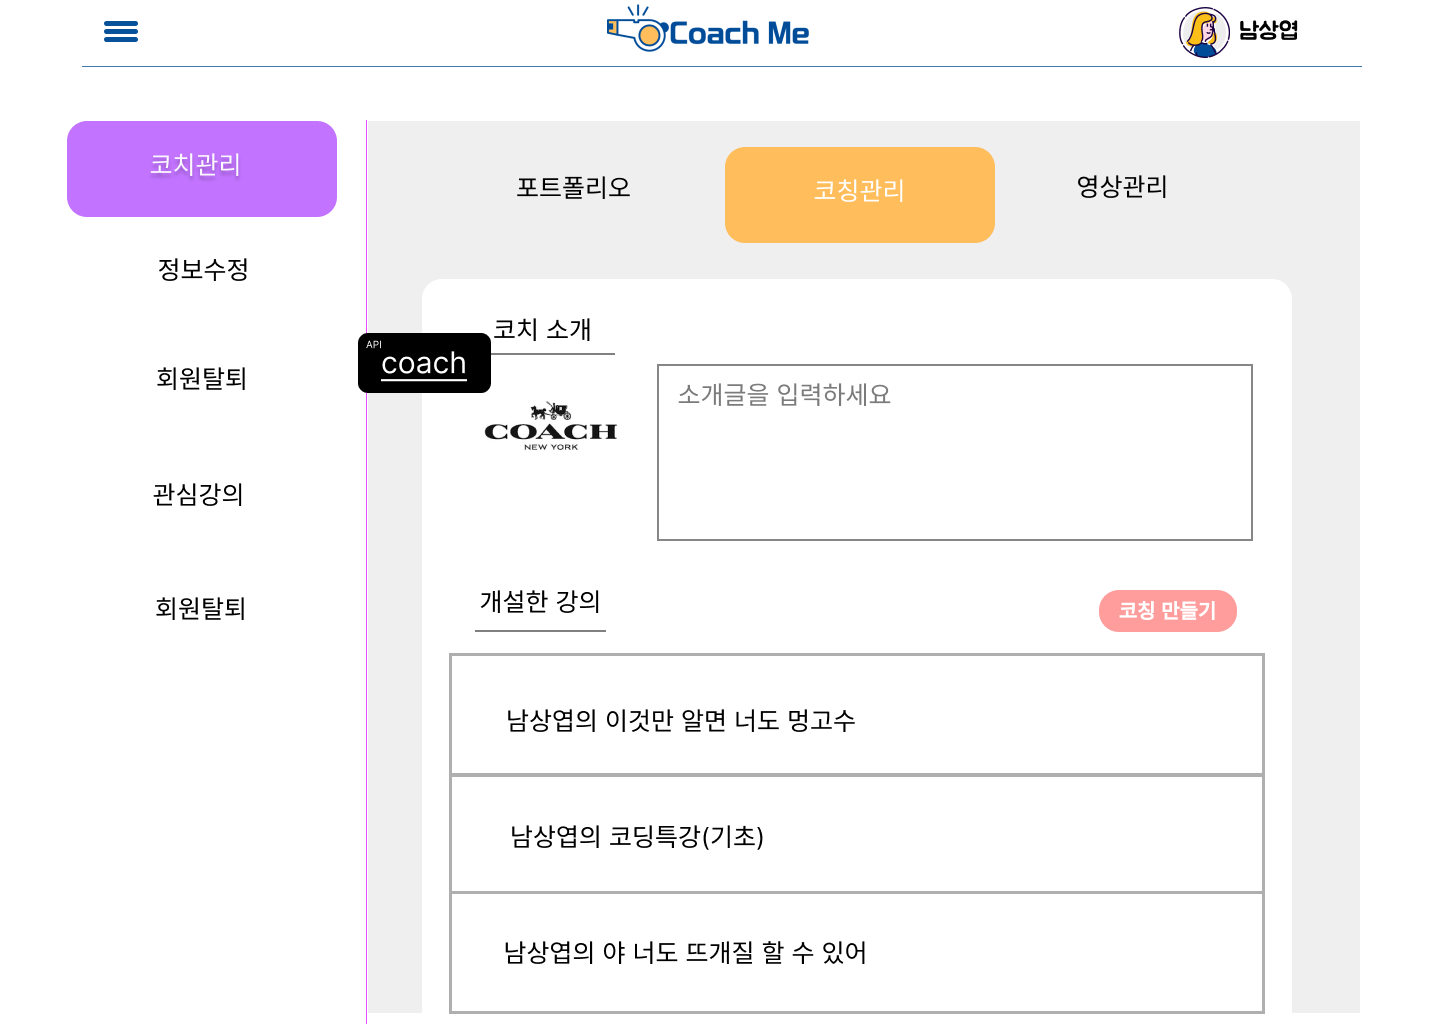 Coach Me
남상엽
코치관리
정보수정
회원탈퇴
관심강의
회원탈퇴
포트폴리오
코칭관리
영상관리
코치 소개
API
coach
COACH
NEW YORK
소개글을 입력하세요
개설한 강의
코칭 만들기
남상엽의 이것만 알면 너도 멍고수
남상엽의 코딩특강(기초)
남상엽의 야 너도 뜨개질 할 수 있어